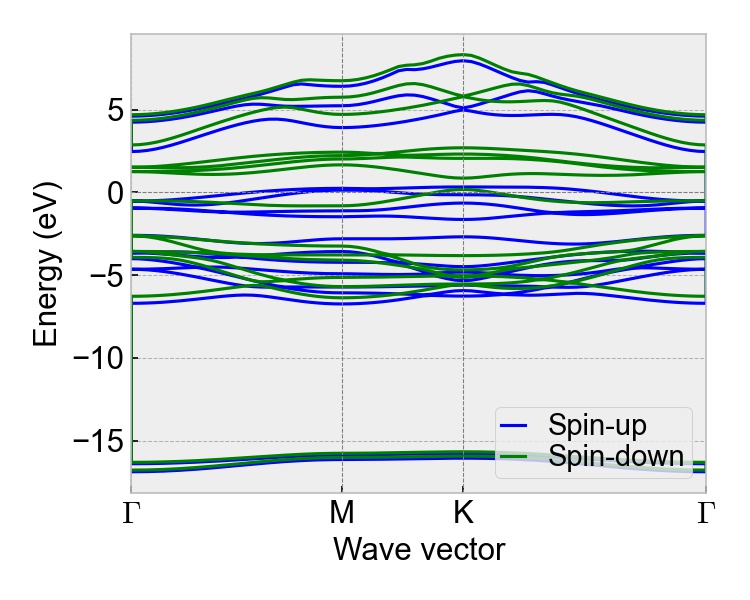 Energy (eV)
5
0
−5
−10
−15
Spin-up
Spin-down
Γ M K Γ
Wave vector